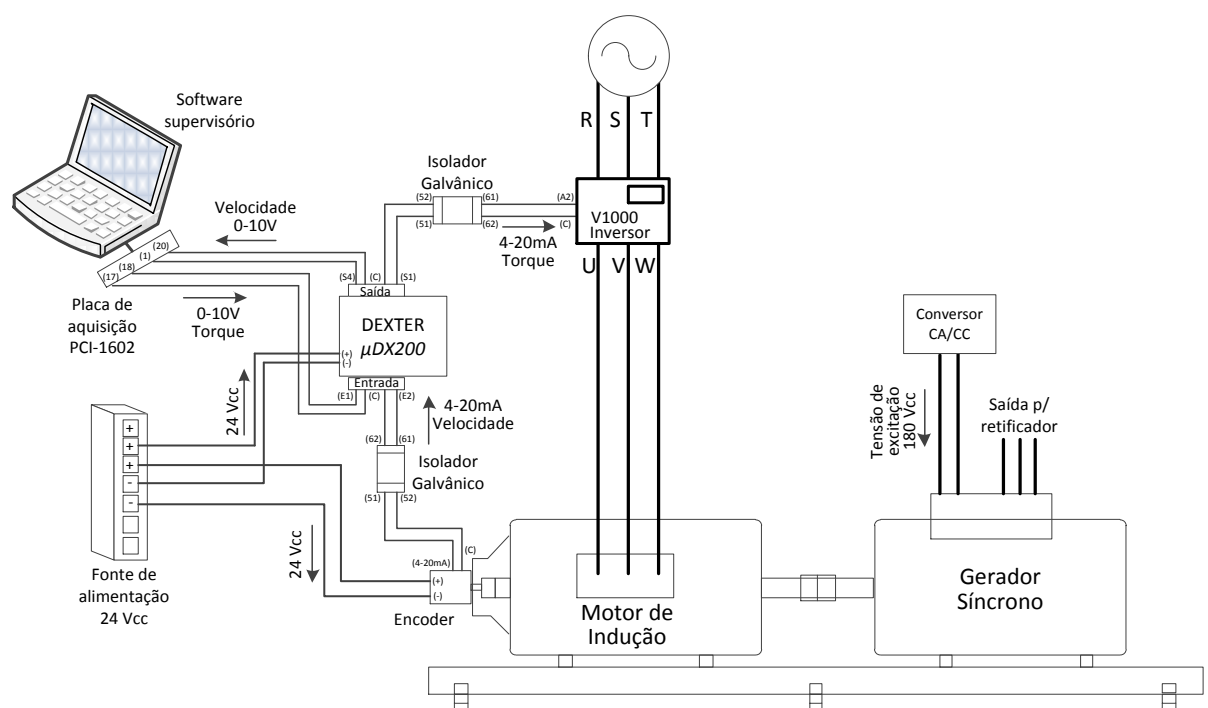 Software
supervisório
R S T
Isolador
Galvânico
(52)
(61)
(51)
(62)
(A2)
(C)
V1000
Inversor
4-20mA
Torque
U V W
Velocidade
0-10V
(20)
(1)
(18)
(17)
Placa de
aquisição
PCI-1602
0-10V
Torque
(S4)
(C)
(S1)
Saída
DEXTER
µDX200
(+)
(-)
Entrada
(E1)
(C)
(E2)
24 Vcc
4-20mA
Velocidade
(62)
(61)
Isolador
Galvânico
(51)
(52)
+
+
+
-
-
Fonte de
alimentação
24 Vcc
24 Vcc
(4-20mA)
(C)
(+)
(-)
Encoder
Motor de
Indução
Conversor
CA/CC
Tensão de
excitação
180 Vcc
Saída p/
retificador
Gerador
Síncrono